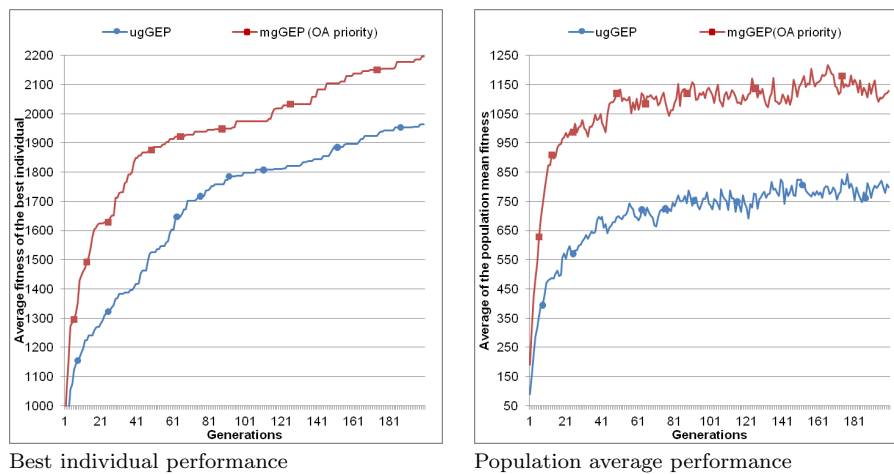 ugGEP mgGEP (OA priority)
Average fitness of the best individual
2200
2100
2000
1900
1800
1700
1600
1500
1400
1300
1200
1100
1000
1 21 41 61 81 101 121 141 161 181
Generations
Best individual performance
ugGEP mgGEP (OA priority)
Average of the population mean fitness
1250
1150
1050
950
850
750
650
550
450
350
250
150
50
1 21 41 61 81 101 121 141 161 181
Generations
Population average performance